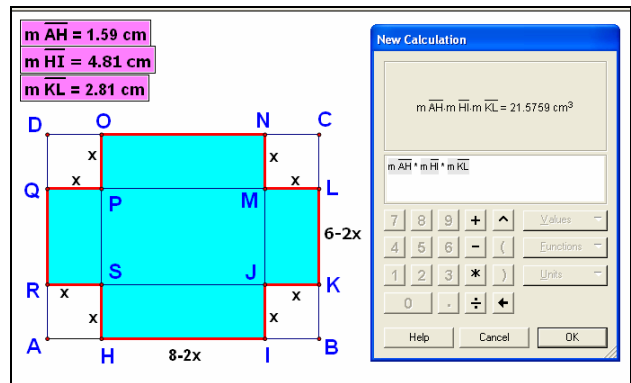 m AH = 1.59 cm
m HI = 4.81 cm
m KL = 2.81 cm
D O N C
x x
x x
Q P M L
6-2x
R S J K
x x
x x
A H I B
8-2x
New Calculation
m AH·m HI·m KL = 21.5759 cm³
m AH * m HI * m KL
7 8 9 + ^ Values
4 5 6 - ( Functions
1 2 3 * ) Units
0 . ÷ ←
Help Cancel OK